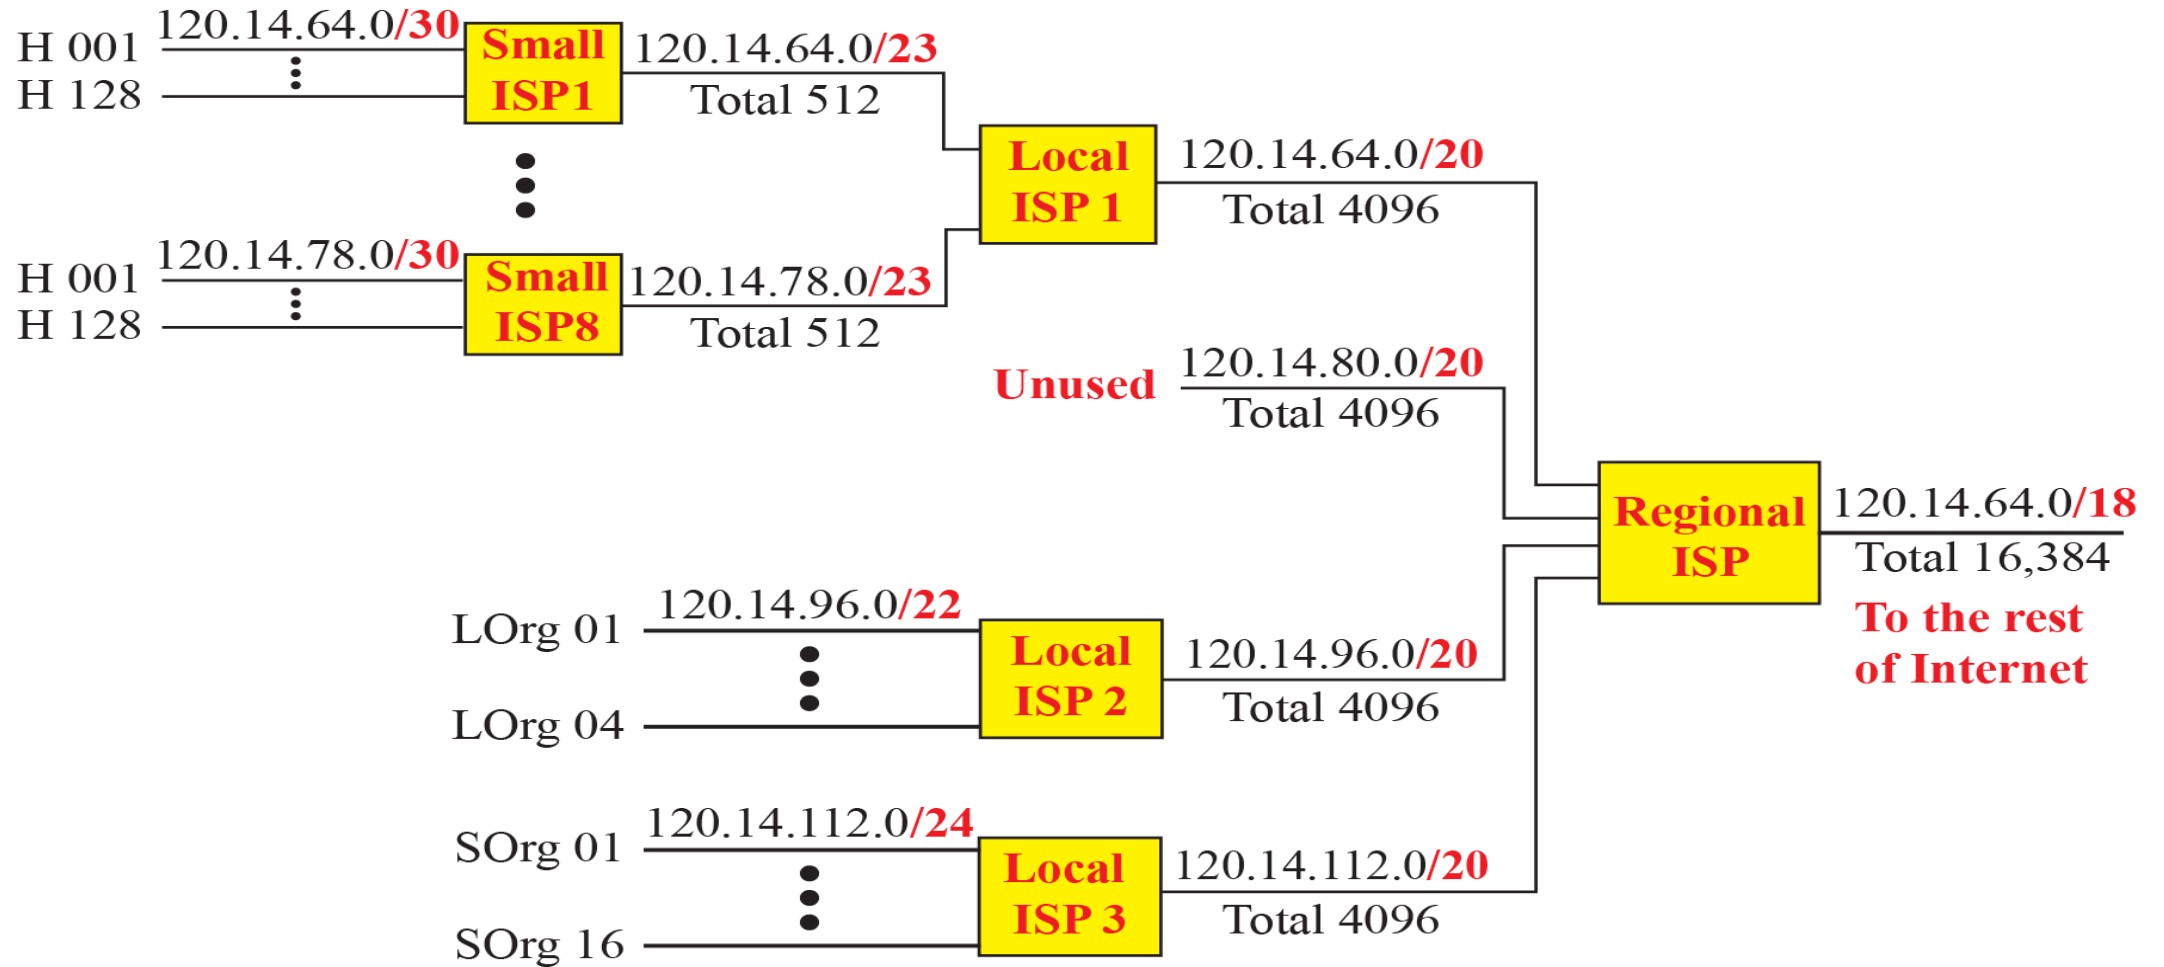 H 001
120.14.64.0/30
H 128
Small
ISP1
120.14.64.0/23
Total 512
H 001
120.14.78.0/30
H 128
Small
ISP8
120.14.78.0/23
Total 512
Local
ISP 1
120.14.64.0/20
Total 4096
Unused
120.14.80.0/20
Total 4096
LOrg 01
120.14.96.0/22
LOrg 04
Local
ISP 2
120.14.96.0/20
Total 4096
SOrg 01
120.14.112.0/24
SOrg 16
Local
ISP 3
120.14.112.0/20
Total 4096
Regional
ISP
120.14.64.0/18
Total 16,384
To the rest
of Internet